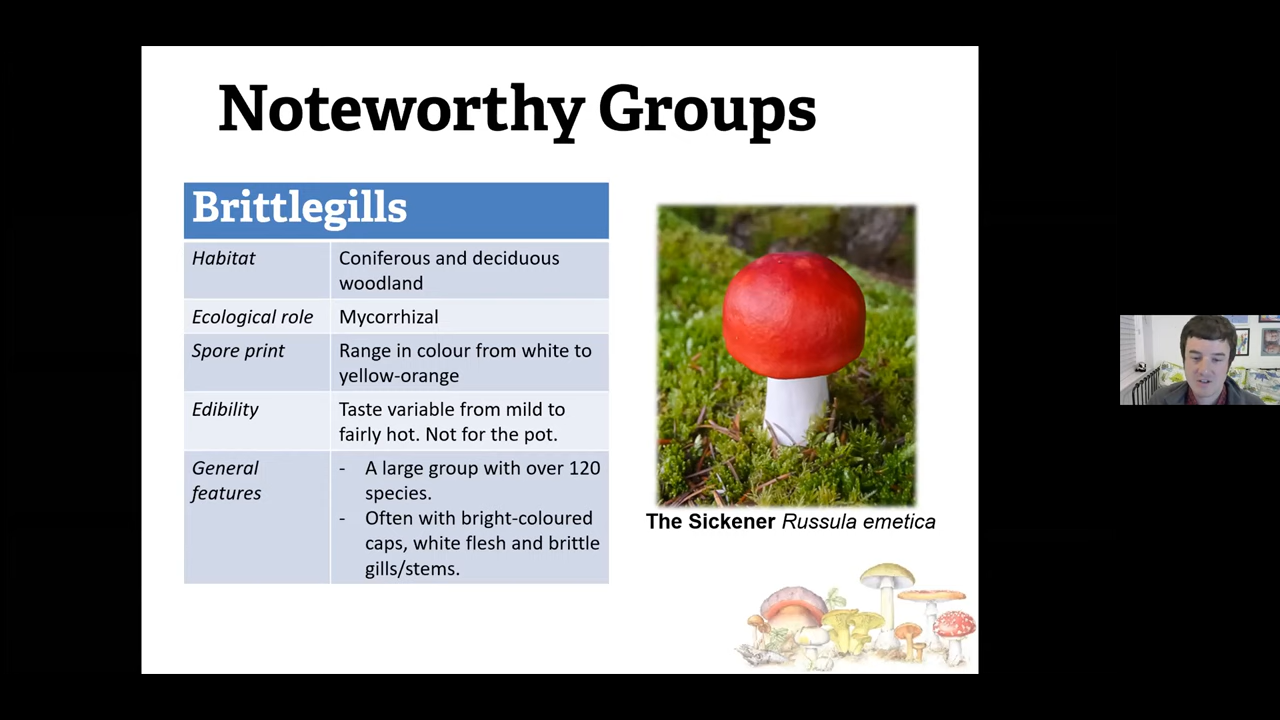 Noteworthy Groups
Brittlegills
Habitat
Coniferous and deciduous
woodland
Ecological role
Mycorrhizal
Spore print
Range in colour from white to
yellow-orange
Edibility
Taste variable from mild to
fairly hot. Not for the pot.
General
features
- A large group with over 120
species.
- Often with bright-coloured
caps, white flesh and brittle
gills/stems.
The Sickener Russula emetica